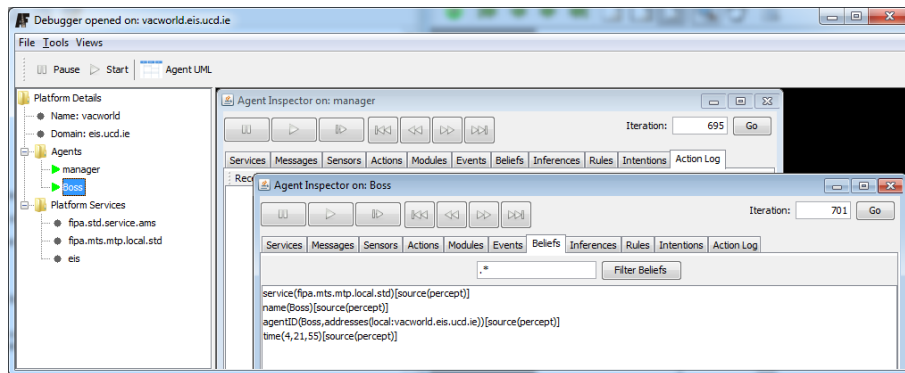 AF Debugger opened on: vacworld.eis.ucd.ie
File Tools Views
Pause Start Agent UML
Platform Details
Name: vacworld
Domain: eis.ucd.ie
Agents
manager
Boss
Platform Services
fipa.std.service.ams
fipa.mts.mtp.local.std
eis
Agent Inspector on: manager
Iteration: 695 Go
Services Messages Sensors Actions Modules Events Beliefs Inferences Rules Intentions Action Log
Rec
Agent Inspector on: Boss
Iteration: 701 Go
Services Messages Sensors Actions Modules Events Beliefs Inferences Rules Intentions Action Log
.* Filter Beliefs
service(fipa.mts.mtp.local.std)[source(percept)]
name(Boss)[source(percept)]
agentID(Boss,addresses(local:vacworld.eis.ucd.ie))[source(percept)]
time(4,21,55)[source(percept)]